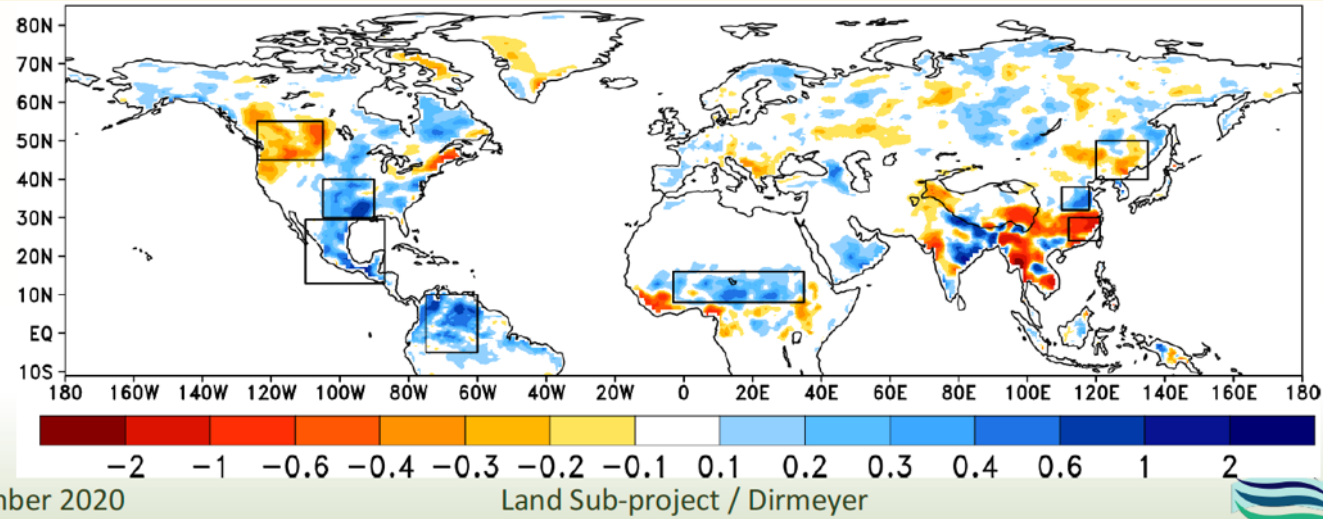 80N
70N
60N
50N
40N
30N
20N
10N
EQ
10S
180 160W 140W 120W 100W 80W 60W 40W 20W 0 20E 40E 60E 80E 100E 120E 140E 160E 180
-2 -1 -0.6 -0.4 -0.3 -0.2 -0.1 0.1 0.2 0.3 0.4 0.6 1 2
mber 2020 Land Sub-project / Dirmeyer